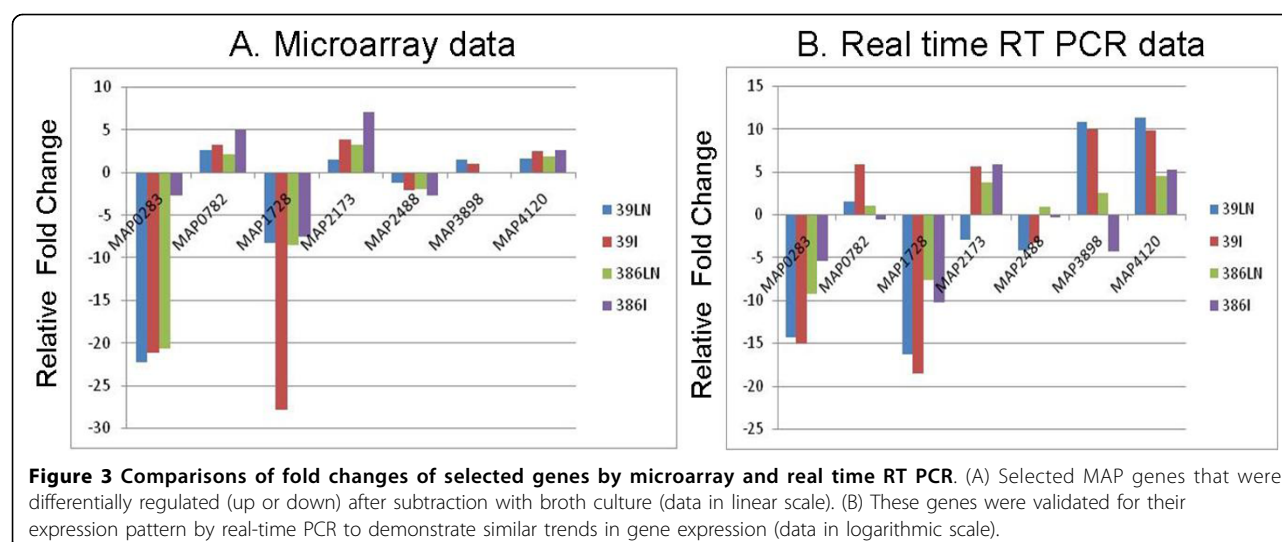 A. Microarray data
Relative Fold Change
10
5
0
-5
-10
-15
-20
-25
-30
MAP0283
MAP0782
MAP1728
MAP2173
MAP2488
MAP3898
MAP4120
39LN
39I
386LN
386I
B. Real time RT PCR data
Relative Fold Change
15
10
5
0
-5
-10
-15
-20
-25
MAP0283
MAP0782
MAP1728
MAP2173
MAP2488
MAP3898
MAP4120
39LN
39I
386LN
386I
Figure 3 Comparisons of fold changes of selected genes by microarray and real time RT PCR. (A) Selected MAP genes that were
differentially regulated (up or down) after subtraction with broth culture (data in linear scale). (B) These genes were validated for their
expression pattern by real-time PCR to demonstrate similar trends in gene expression (data in logarithmic scale).